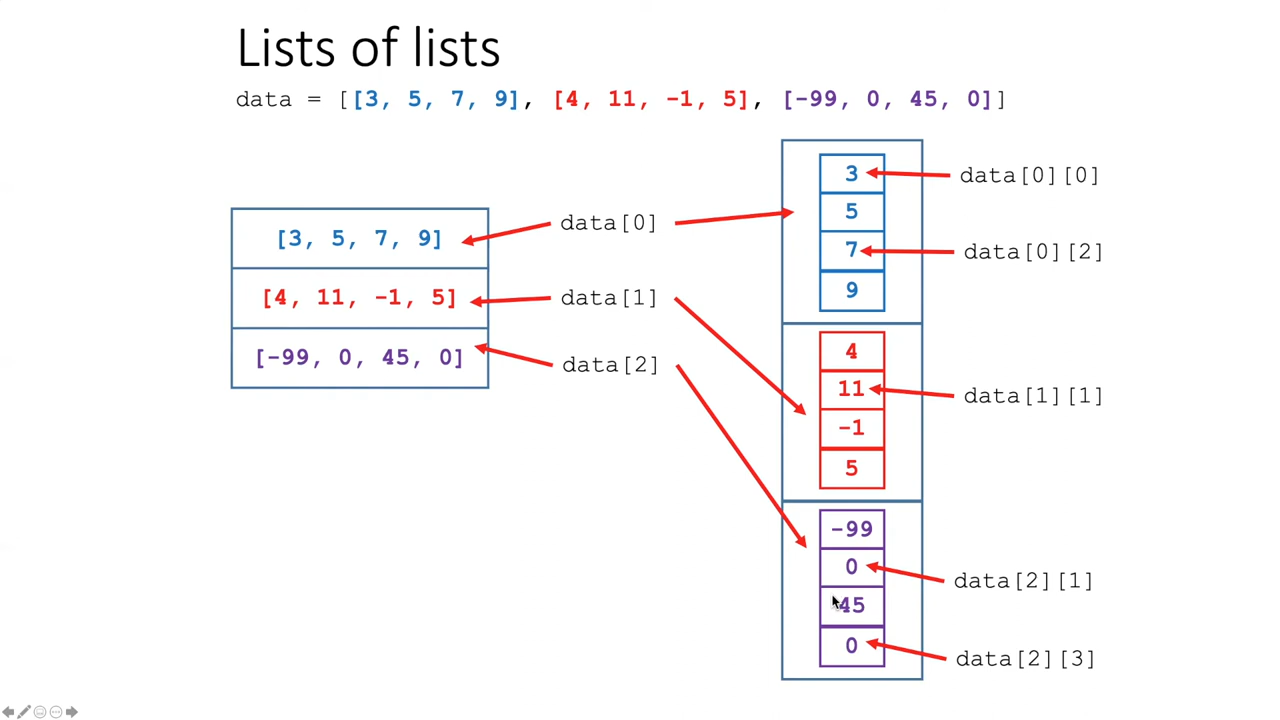 Lists of lists
data = [[3, 5, 7, 9], [4, 11, -1, 5], [-99, 0, 45, 0]]
[3, 5, 7, 9]
[4, 11, -1, 5]
[-99, 0, 45, 0]
data[0]
data[1]
data[2]
3
5
7
9
4
11
-1
5
-99
0
45
0
data[0][0]
data[0][2]
data[1][1]
data[2][1]
data[2][3]